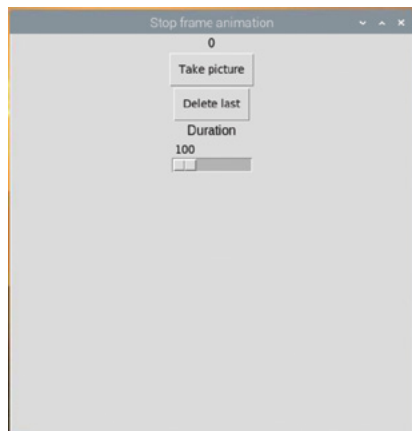 Stop frame animation
0
Take picture
Delete last
Duration
100